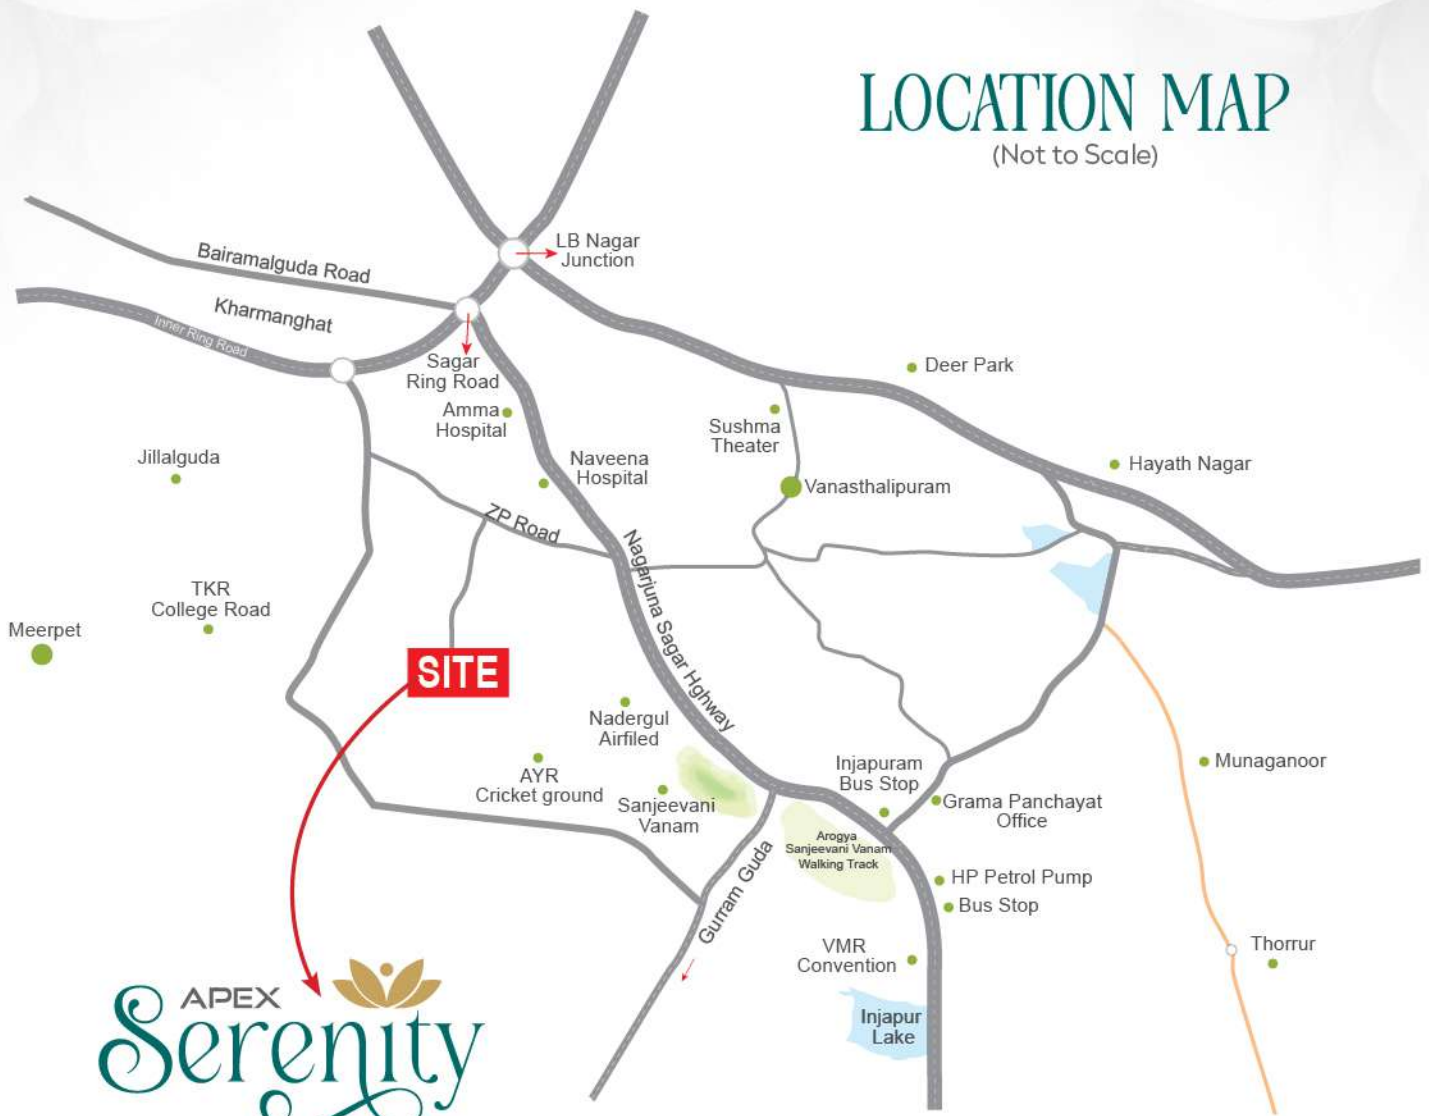 LOCATION MAP
(Not to Scale)
LB Nagar
Junction
Bairamalguda Road
Kharmanghat
Inner Ring Road
Sagar
Ring Road
Deer Park
Amma
Hospital
Sushma
Theater
Jillalguda
Naveena
Hospital
Hayath Nagar
Vanasthalipuram
ZP Road
Nagarjuna Sagar Hghway
TKR
College Road
Meerpet
SITE
Nadergul
Airfiled
AYR
Cricket ground
Sanjeevani
Vanam
Injapuram
Bus Stop
Munaganoor
Grama Panchayat
Office
Arogya
Sanjeevani Vanam
Walking Track
Gurram Guda
HP Petrol Pump
Bus Stop
VMR
Convention
Thorrur
Injapur
Lake
APEX
Serenity